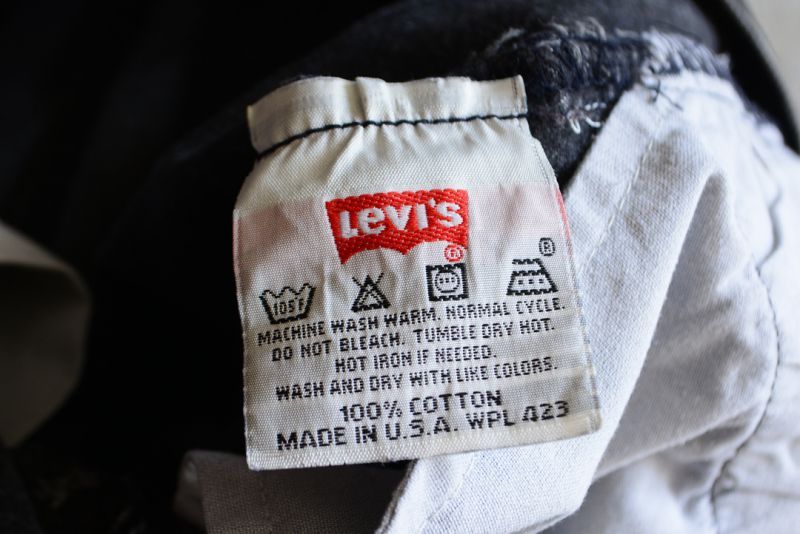 Levi's
®
®
105°F
MACHINE WASH WARM. NORMAL CYCLE.
DO NOT BLEACH. TUMBLE DRY HOT.
HOT IRON IF NEEDED.
WASH AND DRY WITH LIKE COLORS.
100% COTTON
MADE IN U.S.A. WPL 423